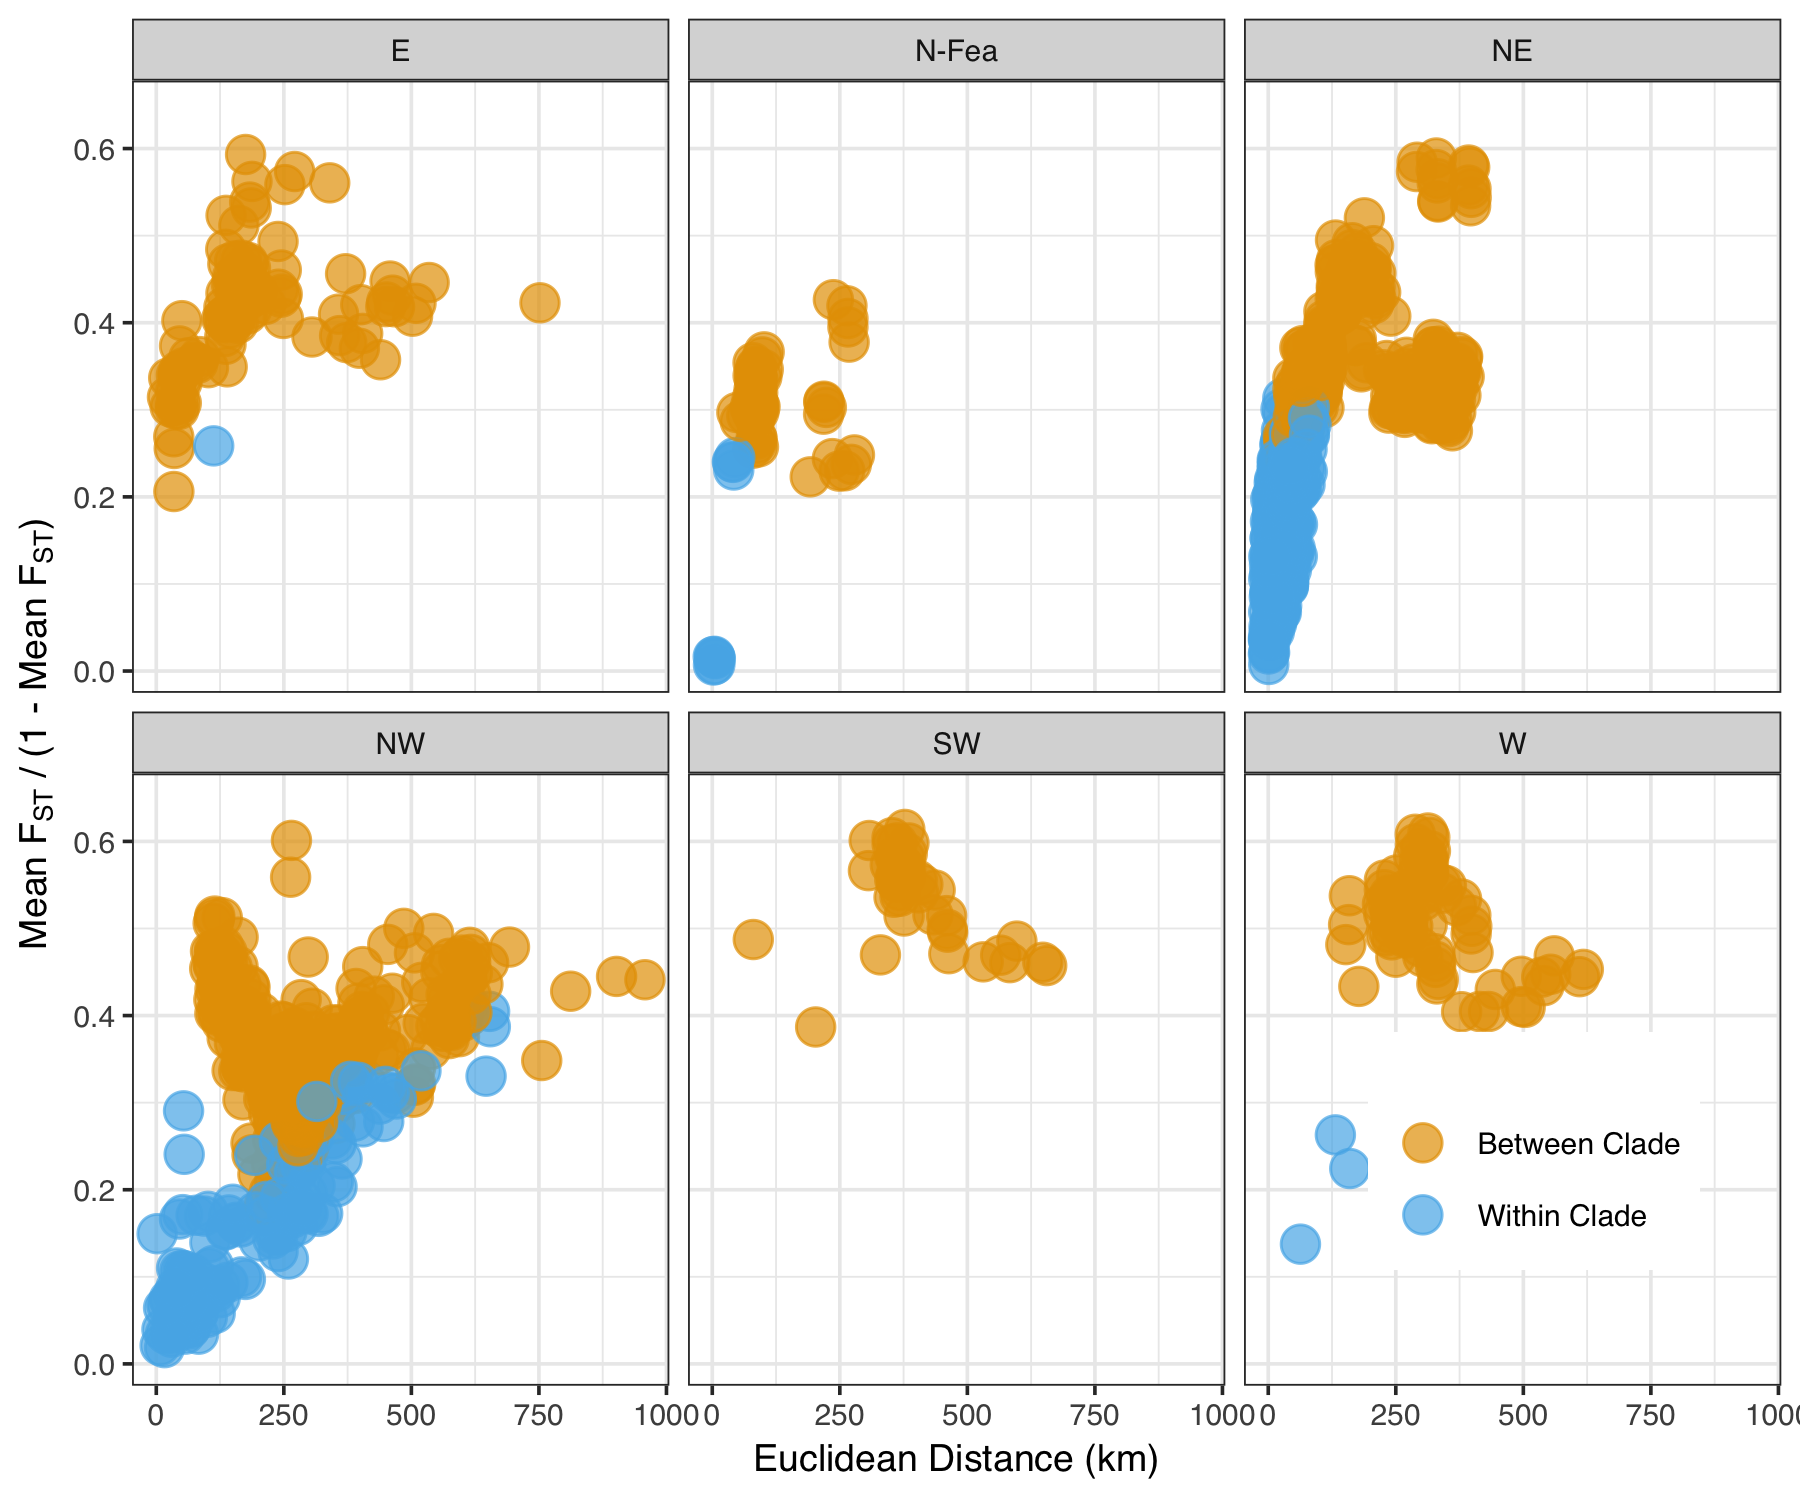 E
N-Fea
NE
0.6
0.4
0.2
0.0
NW
SW
W
0.6
0.4
0.2
0.0
Between Clade
Within Clade
0 250 500 750 1000
0 250 500 750 1000
0 250 500 750 100
Euclidean Distance (km)
Mean FST / (1 - Mean FST)